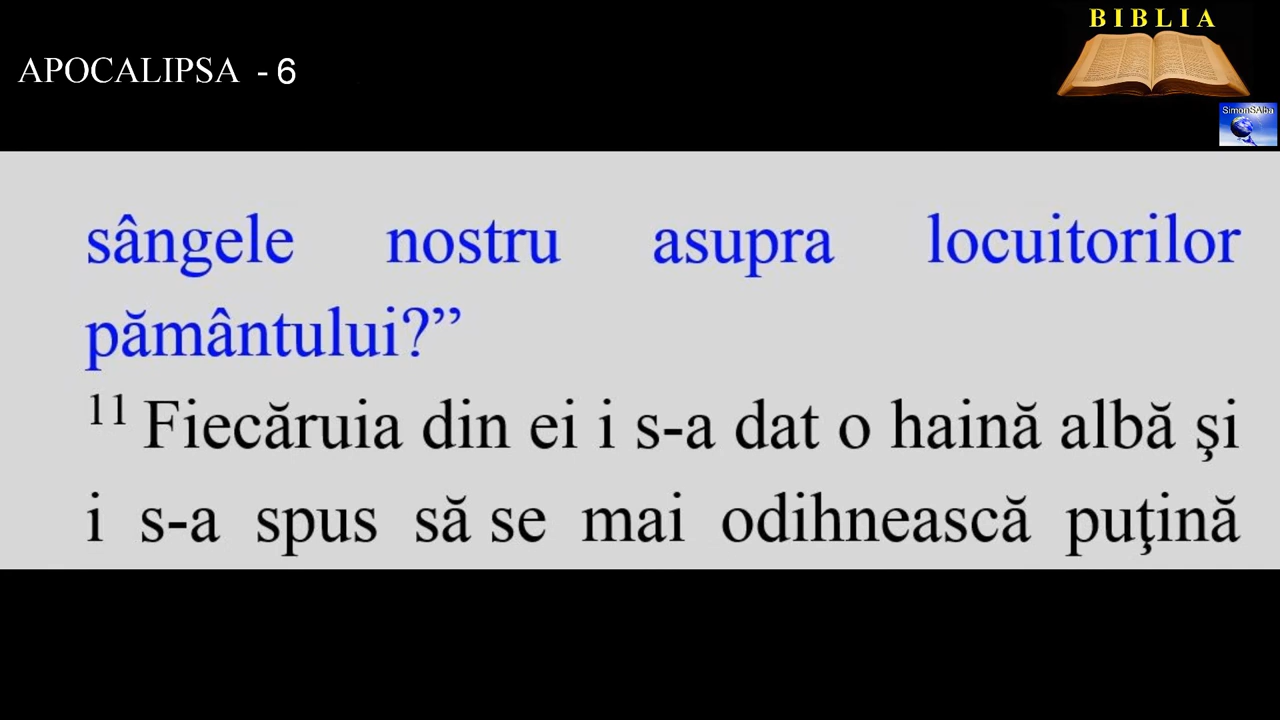 BIBLIA
APOCALIPSA - 6
SimonSAlba
sângele nostru asupra locuitorilor
pământului?”
11 Fiecăruia din ei i s-a dat o haină albă şi
i s-a spus să se mai odihnească puţină